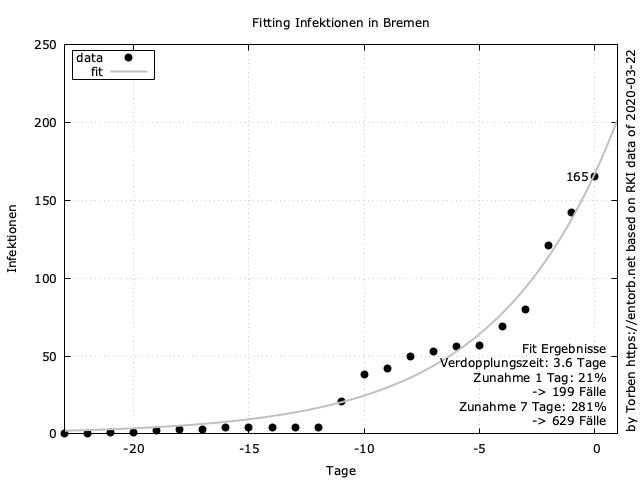 Fitting Infektionen in Bremen
250
200
150
100
50
0
Infektionen
data
fit
165
Fit Ergebnisse
Verdopplungszeit: 3.6 Tage
Zunahme 1 Tag: 21%
-> 199 Fälle
Zunahme 7 Tage: 281%
-> 629 Fälle
-20
-15
-10
-5
0
Tage
by Torben https://entorb.net based on RKI data of 2020-03-22